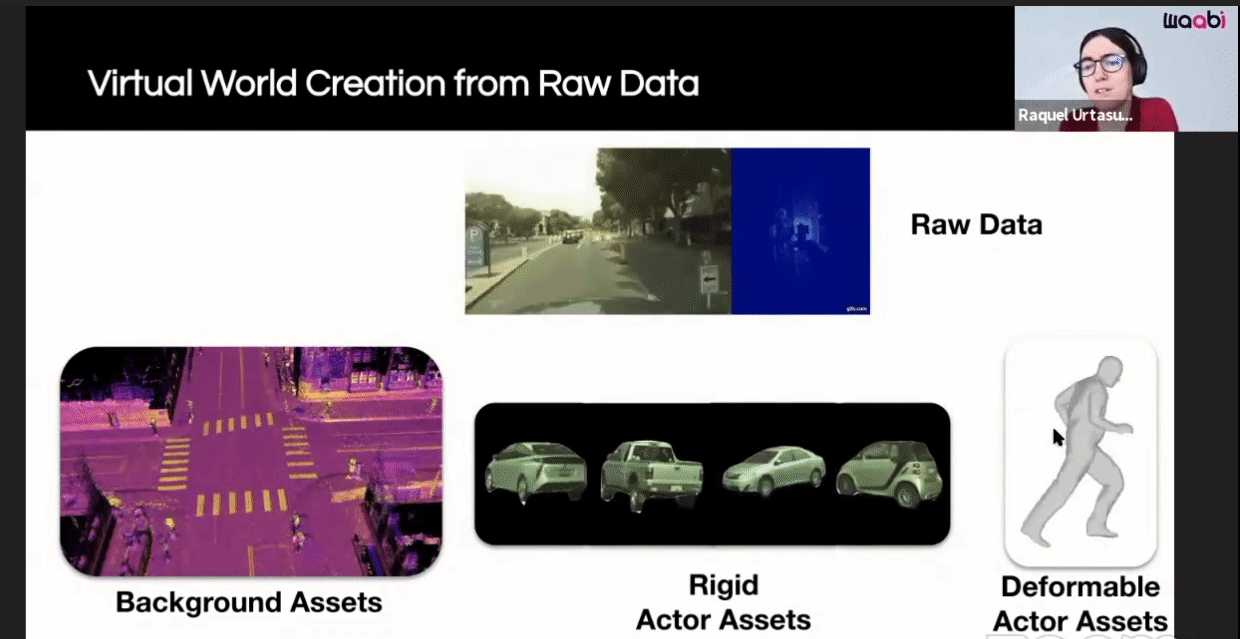 waabi
Virtual World Creation from Raw Data
Raquel Urtasu...
P
Raw Data
gifs.com
Background Assets
Rigid
Actor Assets
Deformable
Actor Assets